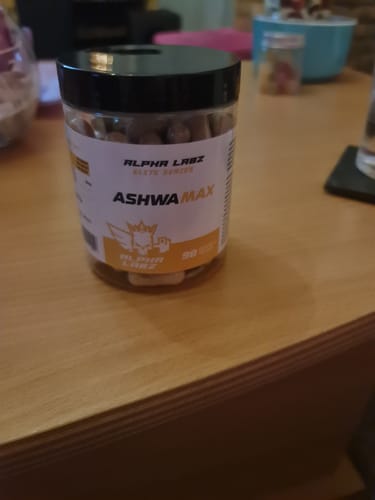 ALPHA LABZ
ELITE SERIES
ASHWAMAX
ALPHA
LABZ
90